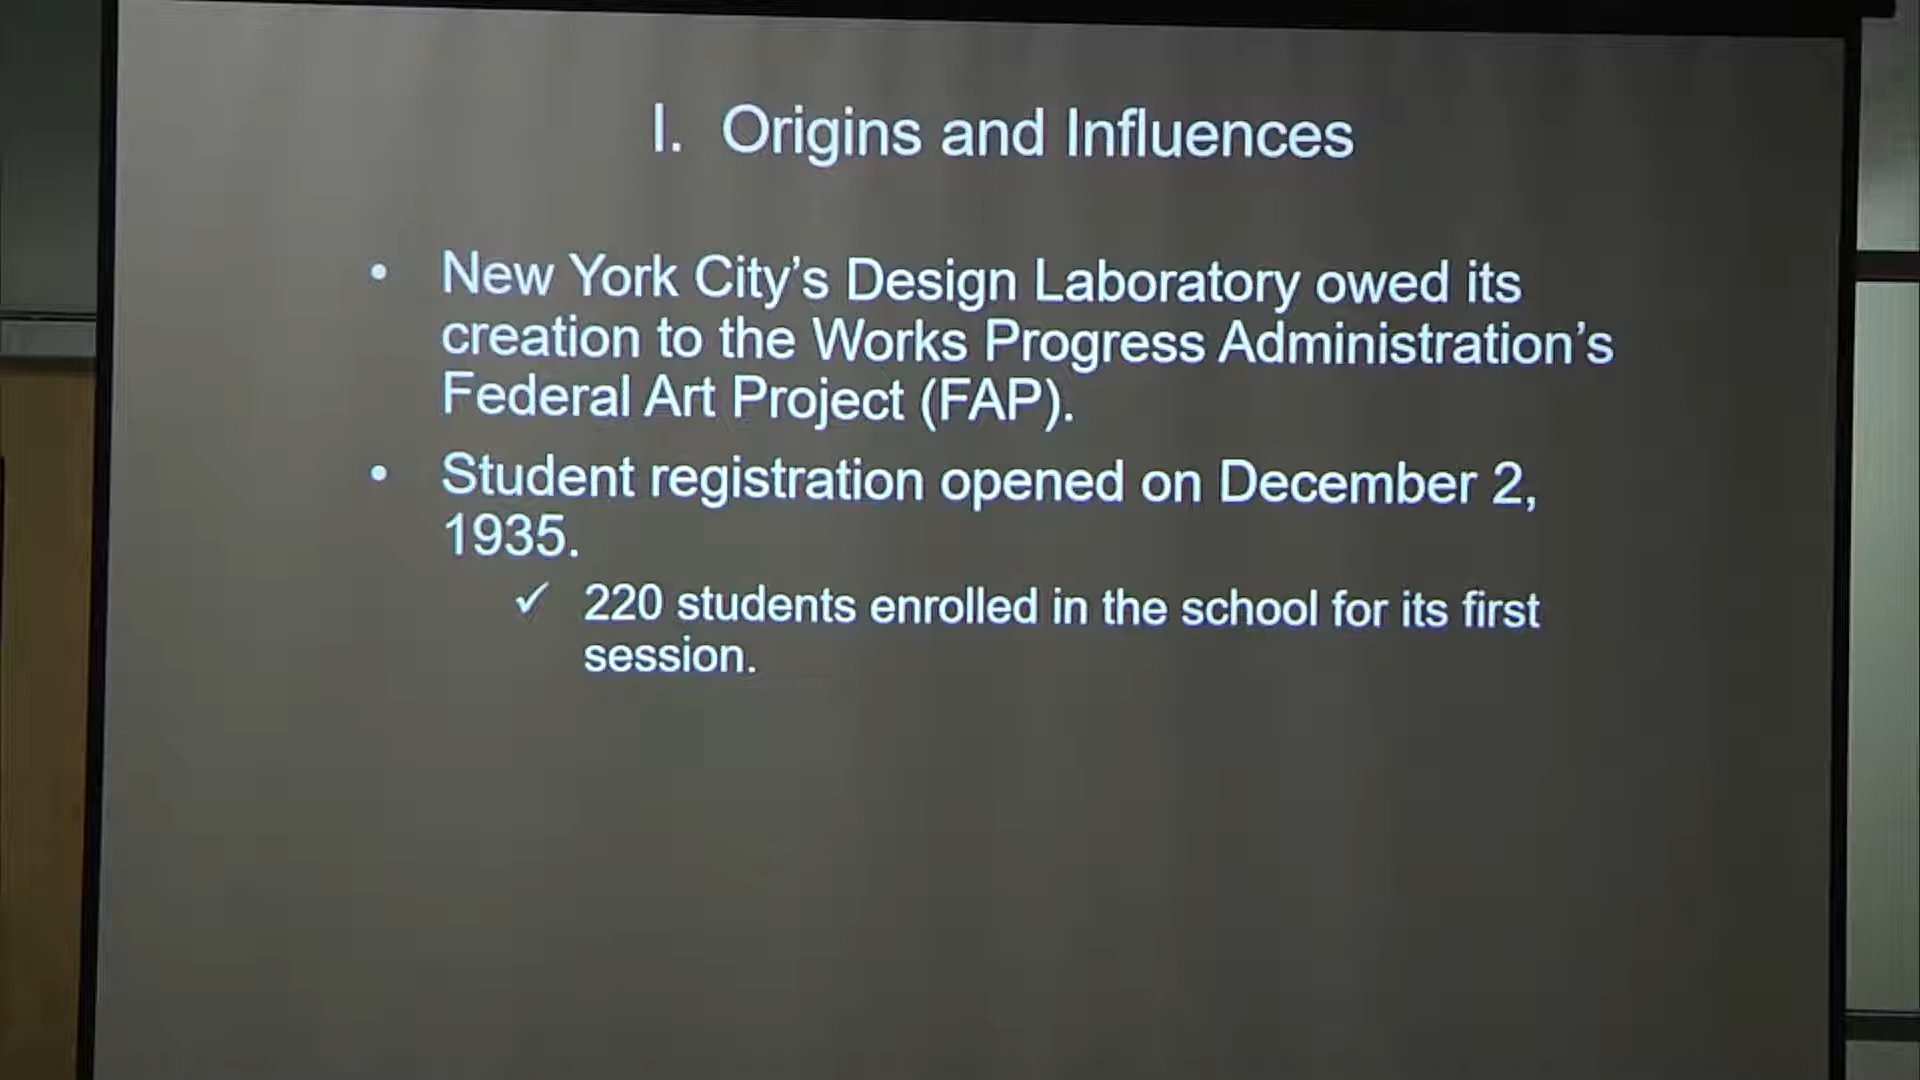 I. Origins and Influences
• New York City’s Design Laboratory owed its
creation to the Works Progress Administration’s
Federal Art Project (FAP).
• Student registration opened on December 2,
1935.
✓ 220 students enrolled in the school for its first
session.